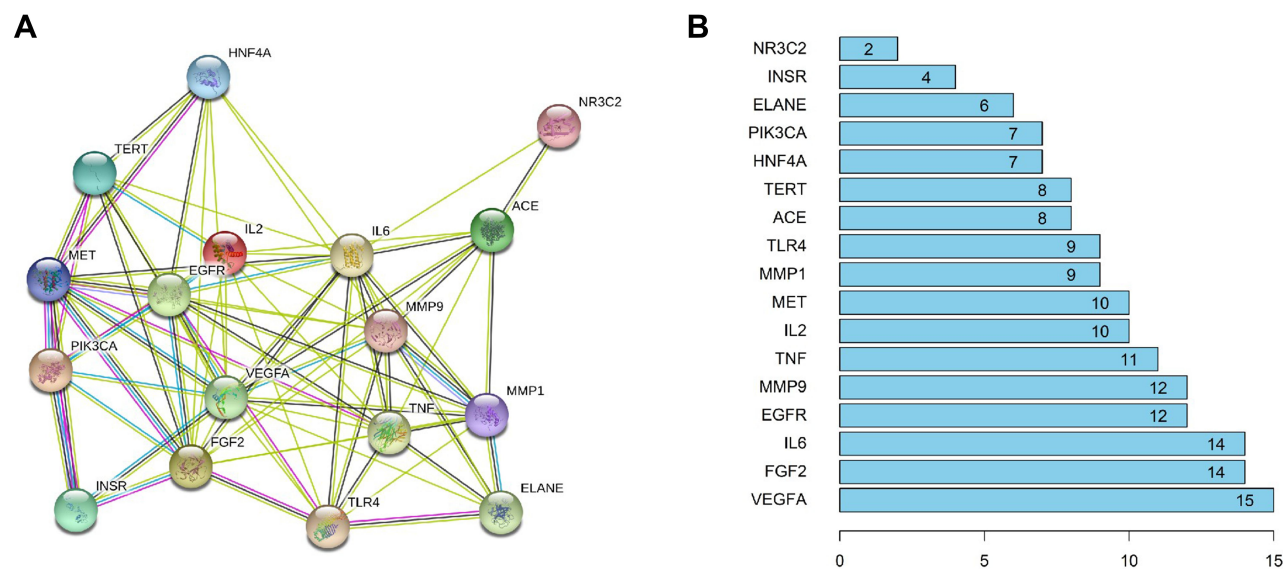 A
HNF4A
NR3C2
TERT
ACE
IL2
IL6
MET
EGFR
MMP9
PIK3CA
VEGFA
MMP1
TNF
FGF2
INSR
ELANE
TLR4
B
NR3C2 2
INSR 4
ELANE 6
PIK3CA 7
HNF4A 7
TERT 8
ACE 8
TLR4 9
MMP1 9
MET 10
IL2 10
TNF 11
MMP9 12
EGFR 12
IL6 14
FGF2 14
VEGFA 15
0 5 10 15